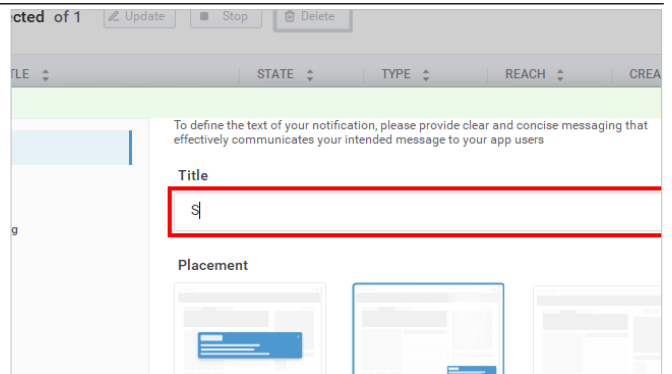 cted of 1 Update Stop Delete
TLE STATE TYPE REACH CREA
To define the text of your notification, please provide clear and concise messaging that
effectively communicates your intended message to your app users
Title
S
g
Placement